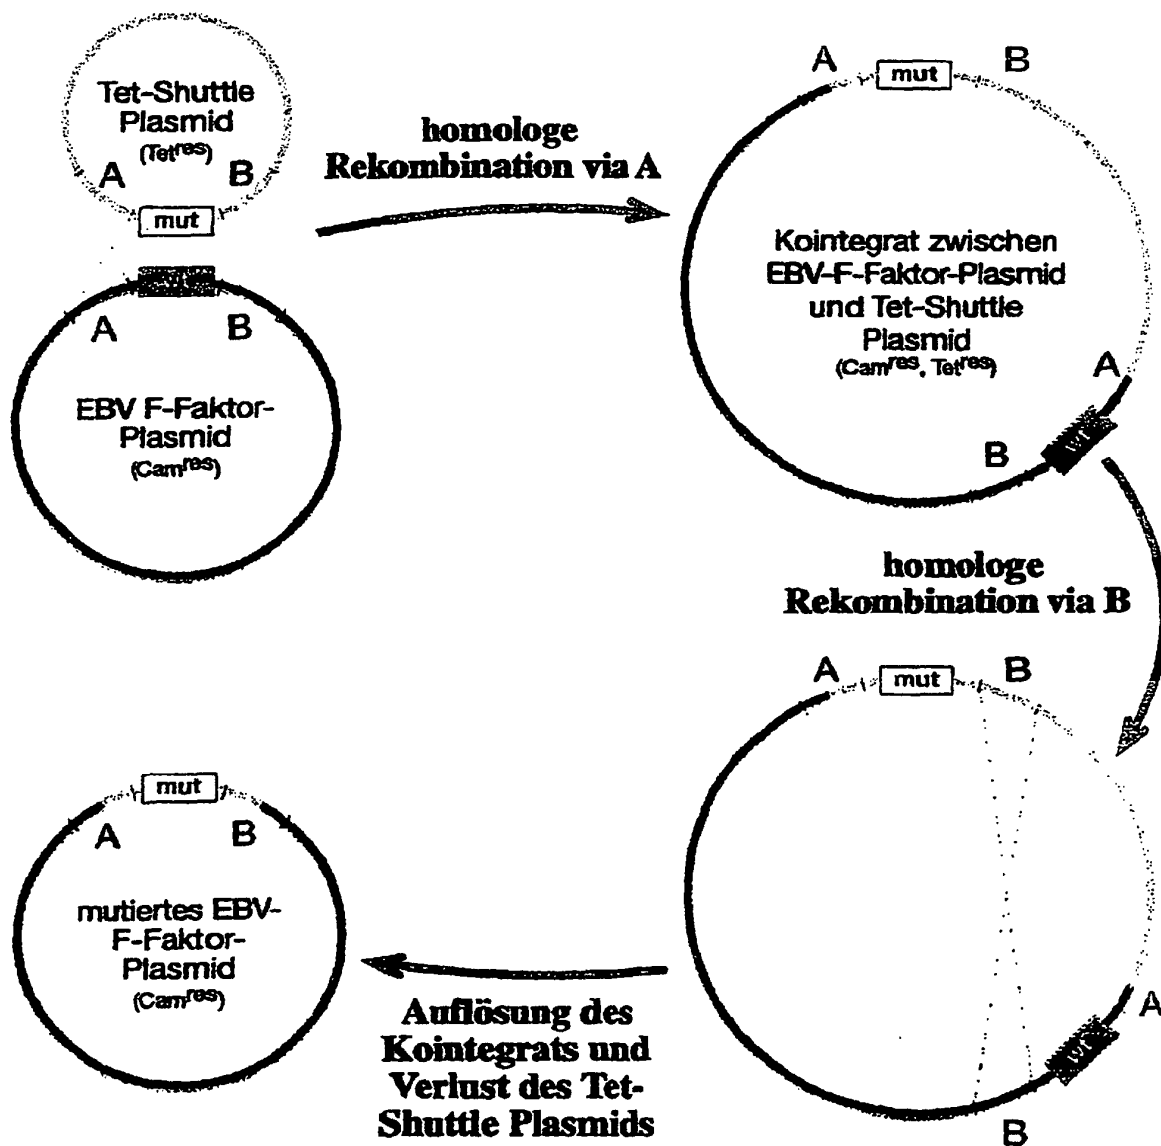 Tet-Shuttle
Plasmid
(Tetres)
A B
mut
A B
EBV F-Faktor-
Plasmid
(Camres)
homologe
Rekombination via A
A mut B
Kointegrat zwischen
EBV-F-Faktor-Plasmid
und Tet-Shuttle
Plasmid
(Camres, Tetres)
A
B
homologe
Rekombination via B
A mut B
A
B
Auflösung des
Kointegrats und
Verlust des Tet-
Shuttle Plasmids
mut
A B
mutiertes EBV-
F-Faktor-
Plasmid
(Camres)